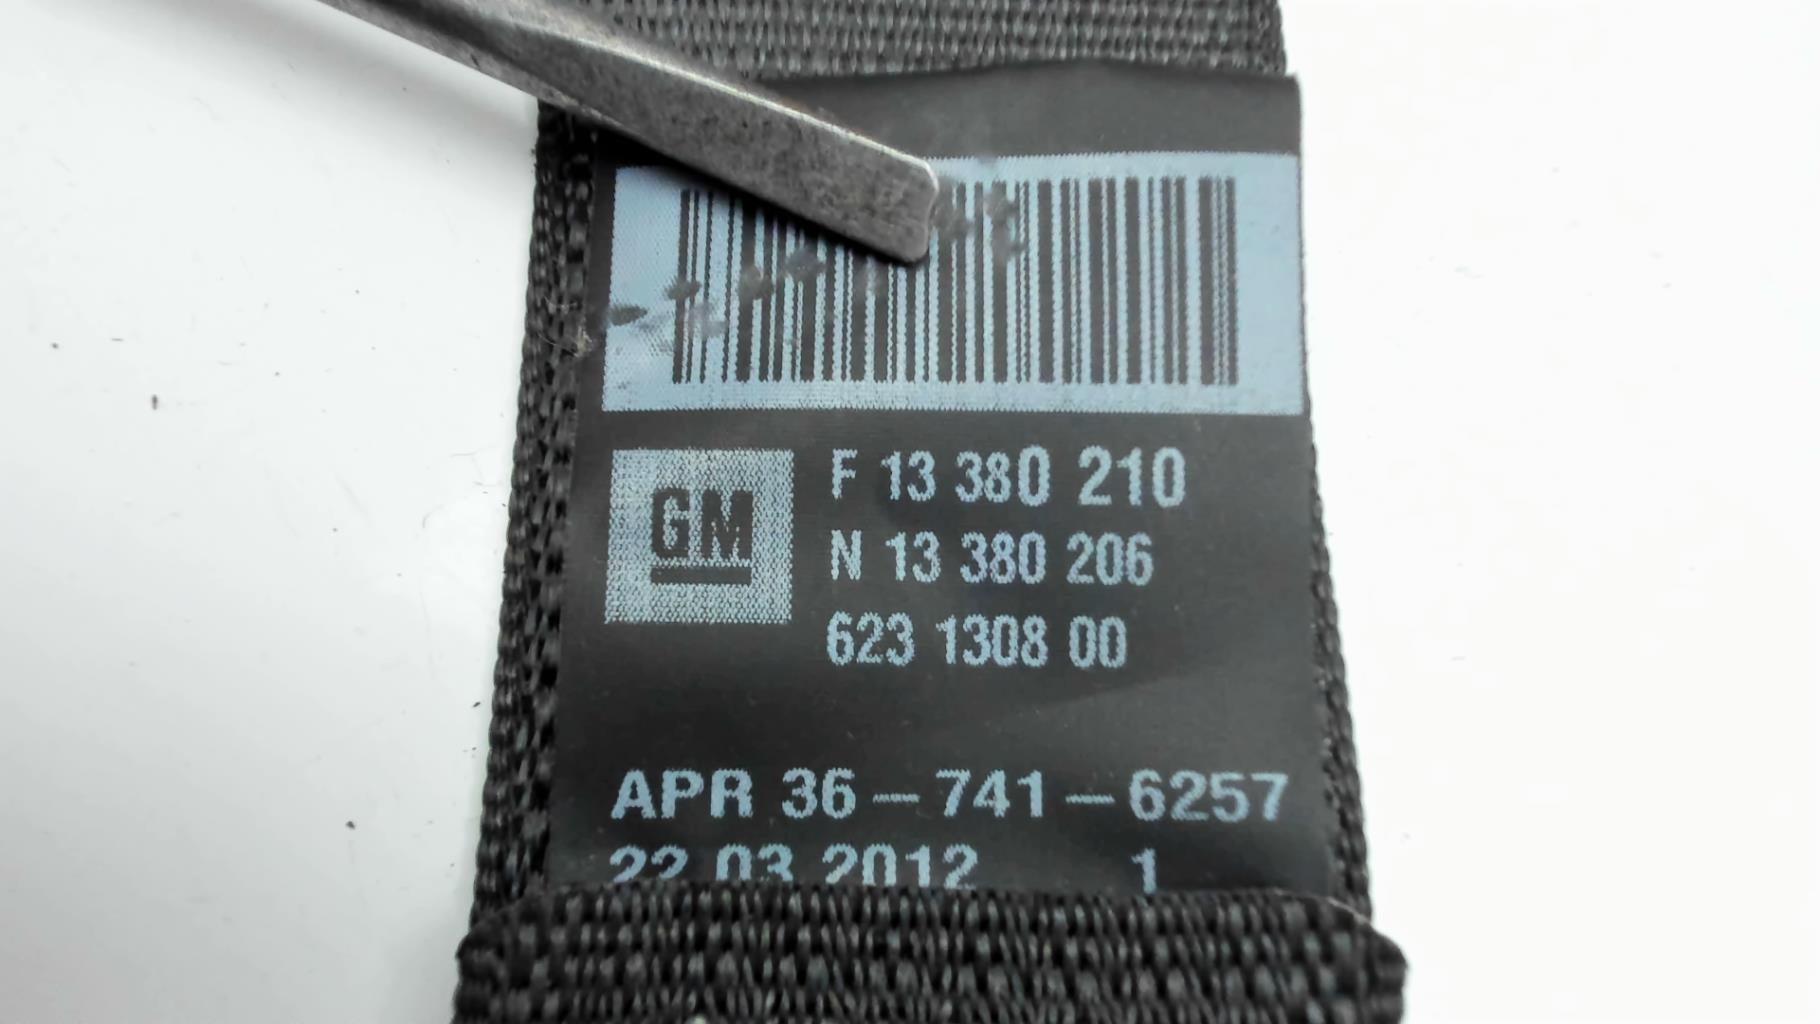 GM
F 13 380 210
N 13 380 206
623 1308 00
APR 36-741-6257
22.03.2012 1